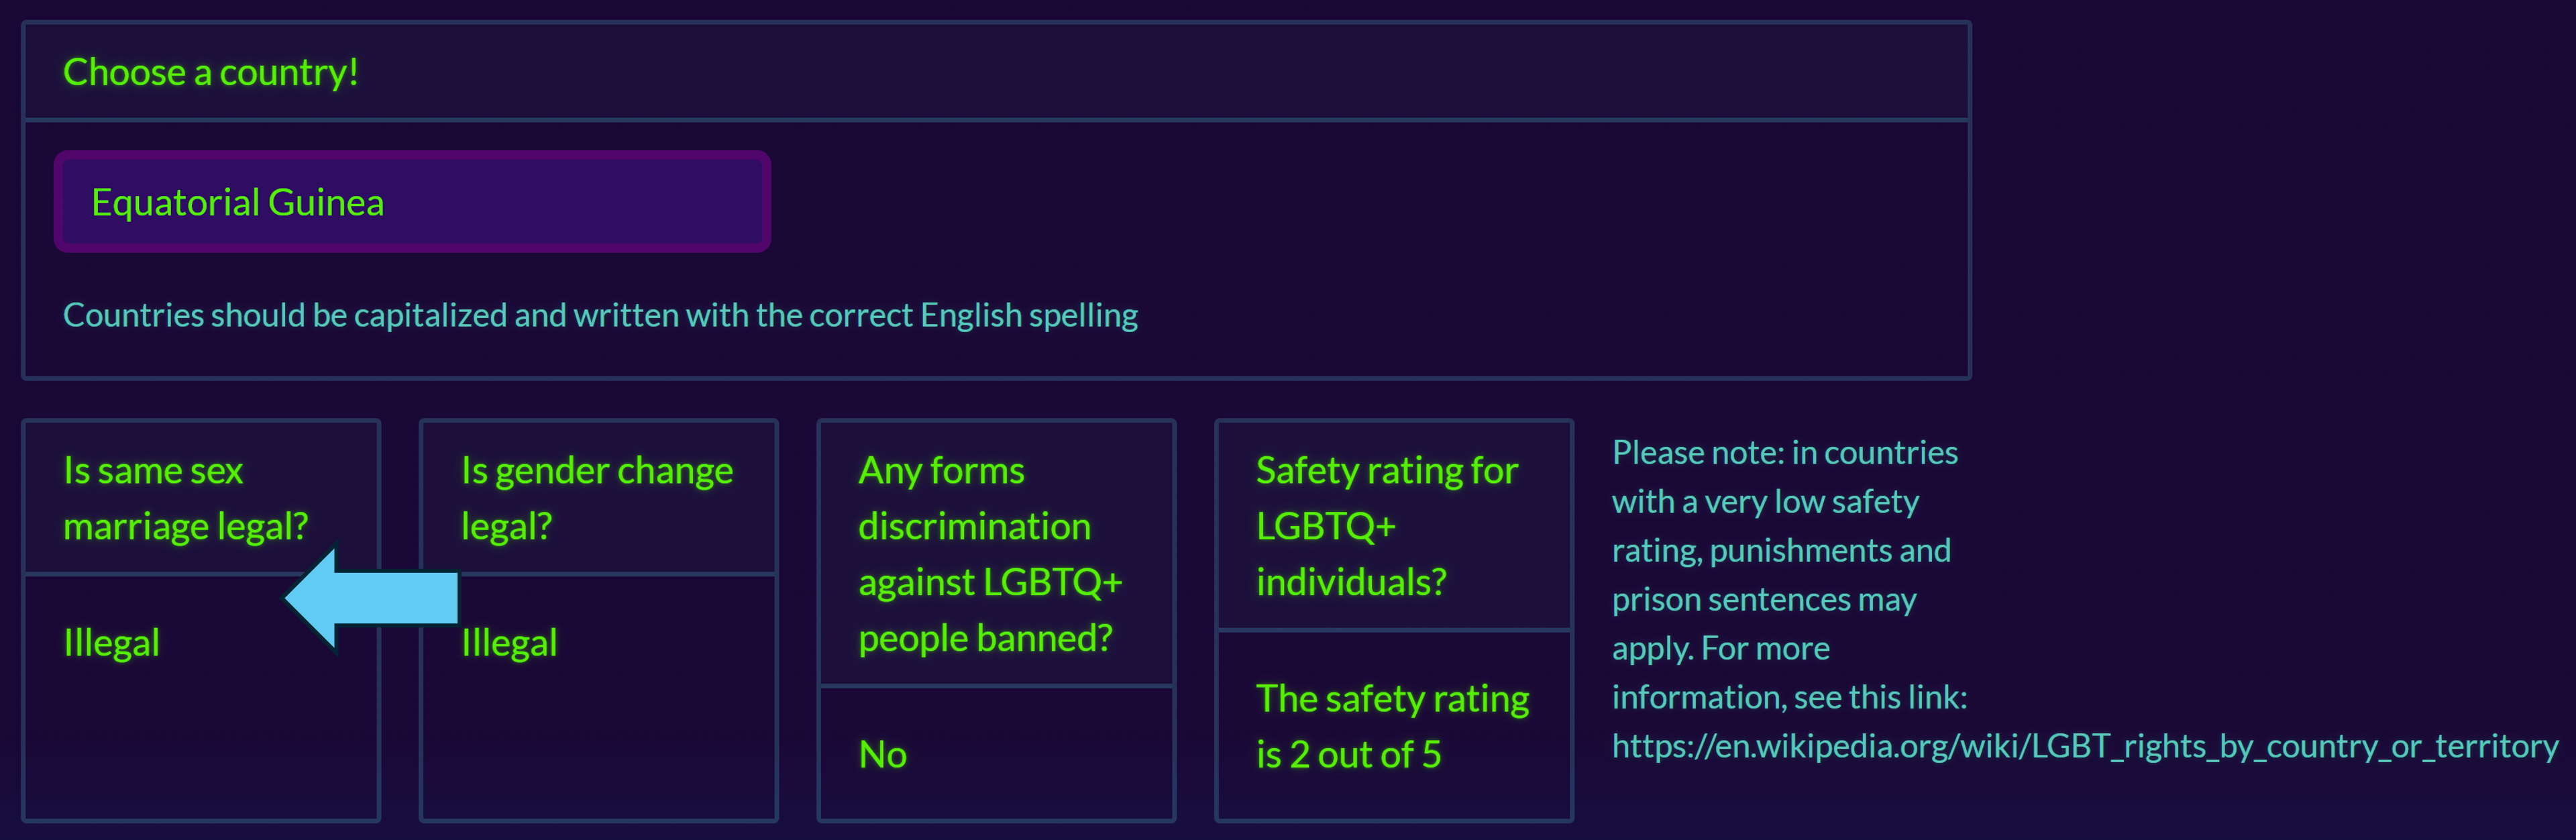 Choose a country!
Equatorial Guinea
Countries should be capitalized and written with the correct English spelling
Is same sex
marriage legal?
Illegal
Is gender change
legal?
Illegal
Any forms
discrimination
against LGBTQ+
people banned?
No
Safety rating for
LGBTQ+
individuals?
The safety rating
is 2 out of 5
Please note: in countries
with a very low safety
rating, punishments and
prison sentences may
apply. For more
information, see this link:
https://en.wikipedia.org/wiki/LGBT_rights_by_country_or_territory